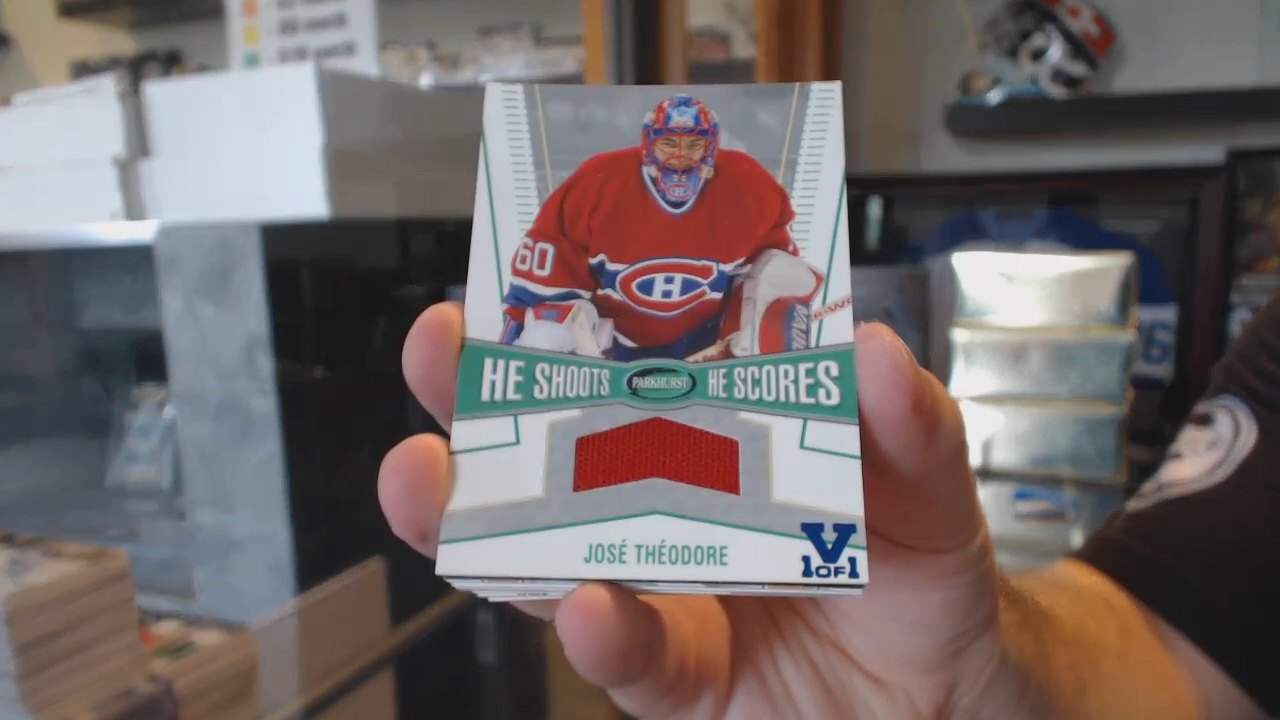 60
HE SHOOTS PARKHURST HE SCORES
JOSÉ THÉODORE
V
1 OF 1